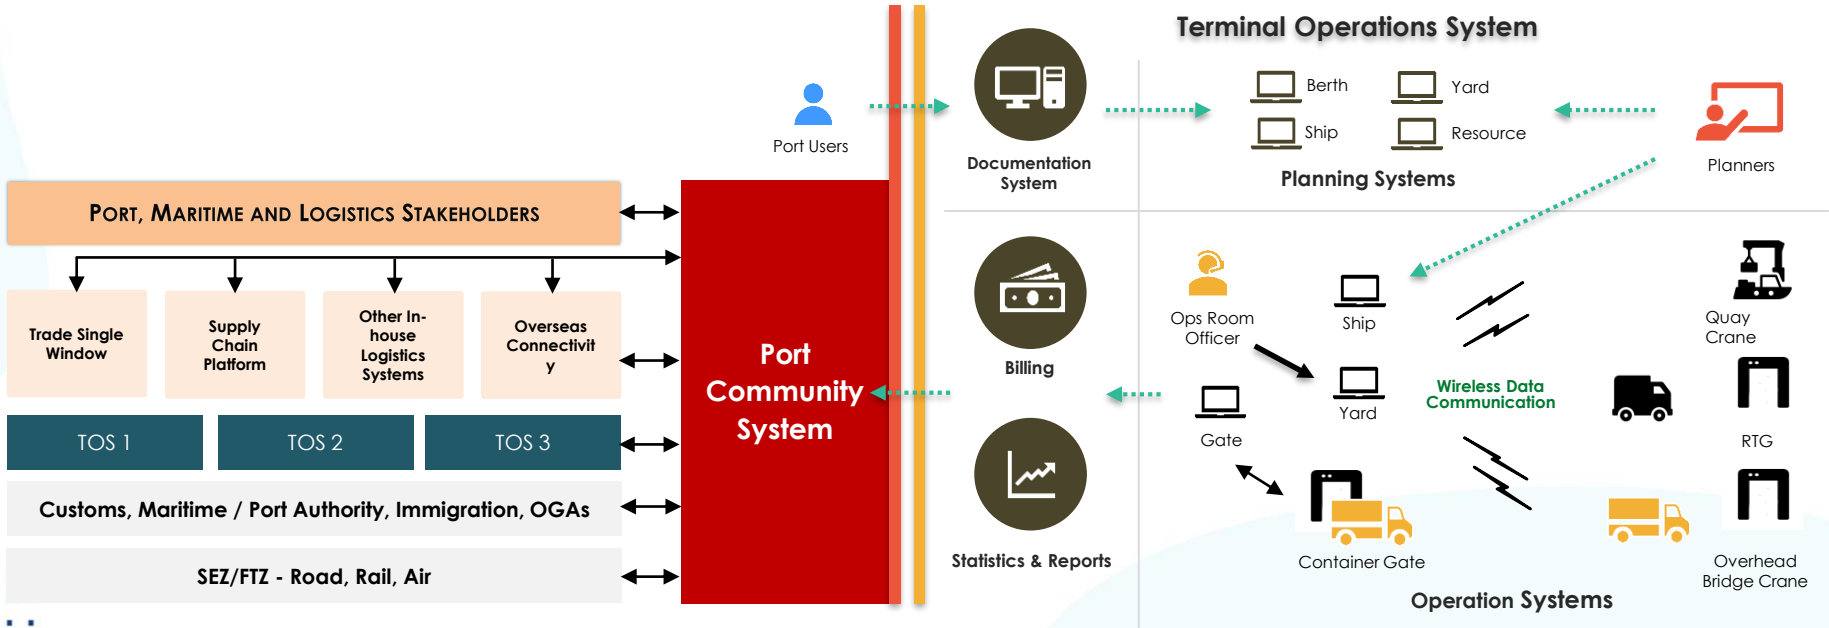 Terminal Operations System
Port Users
Documentation
System
Berth
Yard
Ship
Resource
Planning Systems
Planners
PORT, MARITIME AND LOGISTICS STAKEHOLDERS
Trade Single
Window
Supply
Chain
Platform
Other In-
house
Logistics
Systems
Overseas
Connectivit
y
TOS 1
TOS 2
TOS 3
Customs, Maritime / Port Authority, Immigration, OGAs
SEZ/FTZ - Road, Rail, Air
Port
Community
System
Billing
Statistics & Reports
Ops Room
Officer
Ship
Yard
Gate
Container Gate
Wireless Data
Communication
Quay
Crane
RTG
Overhead
Bridge Crane
Operation Systems